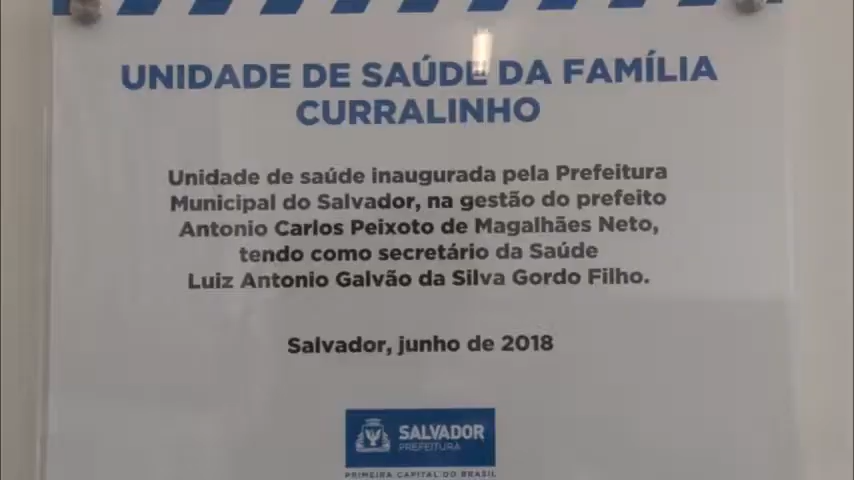 UNIDADE DE SAÚDE DA FAMÍLIA
CURRALINHO
Unidade de saúde inaugurada pela Prefeitura
Municipal do Salvador, na gestão do prefeito
Antonio Carlos Peixoto de Magalhães Neto,
tendo como secretário da Saúde
Luiz Antonio Galvão da Silva Gordo Filho.
Salvador, junho de 2018
SALVADOR
PREFEITURA
PRIMEIRA CAPITAL DO BRASIL